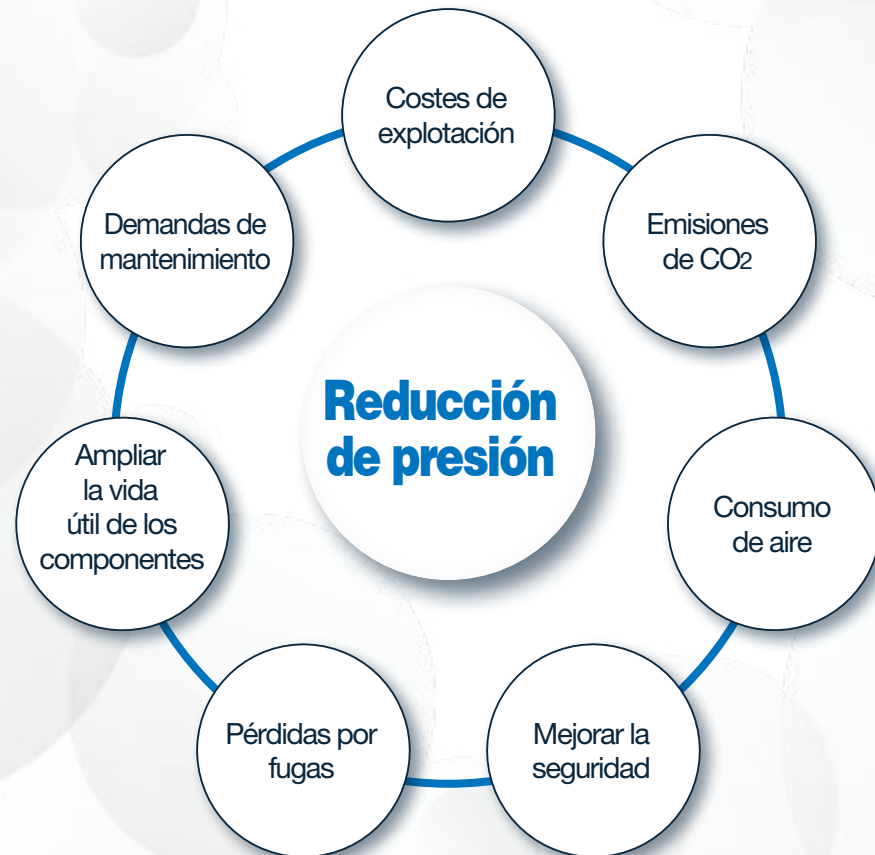 Costes de
explotación
Emisiones
de CO2
Consumo
de aire
Mejorar la
seguridad
Pérdidas por
fugas
Ampliar
la vida
útil de los
componentes
Demandas de
mantenimiento
Reducción
de presión